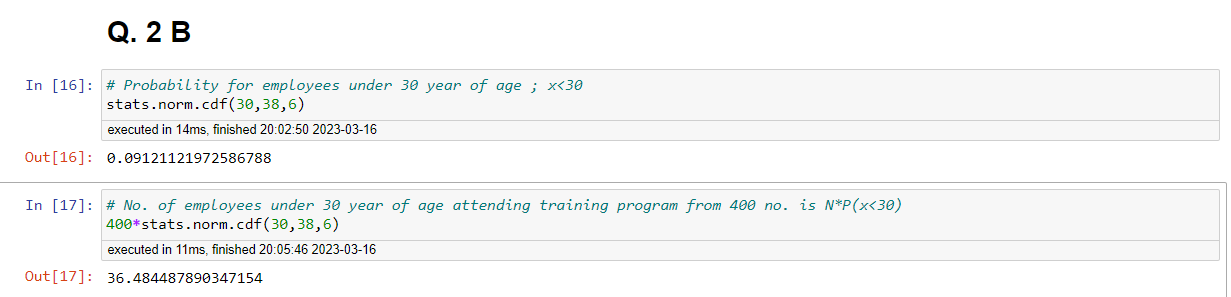 Q. 2 B
In [16]: # Probability for employees under 30 year of age ; x<30
stats.norm.cdf(30,38,6)
executed in 14ms, finished 20:02:50 2023-03-16
Out[16]: 0.09121121972586788
In [17]: # No. of employees under 30 year of age attending training program from 400 no. is N*P(x<30)
400*stats.norm.cdf(30,38,6)
executed in 11ms, finished 20:05:46 2023-03-16
Out[17]: 36.484487890347154